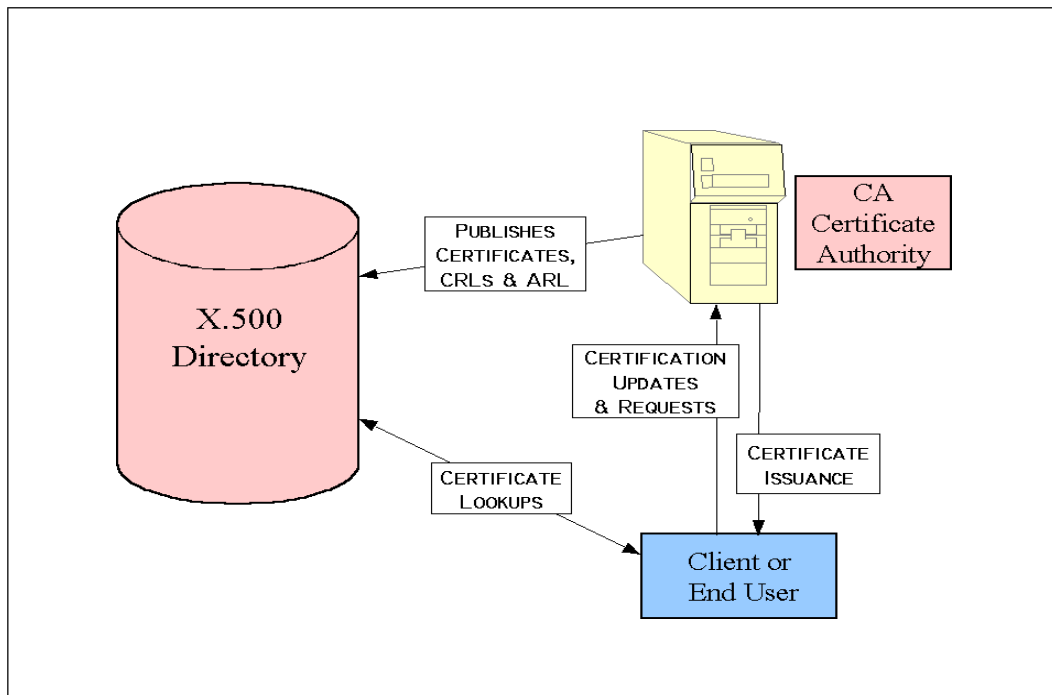 CA
Certificate
Authority
PUBLISHES
CERTIFICATES,
CRLS & ARL
X.500
Directory
CERTIFICATION
UPDATES
& REQUESTS
CERTIFICATE
ISSUANCE
CERTIFICATE
LOOKUPS
Client or
End User